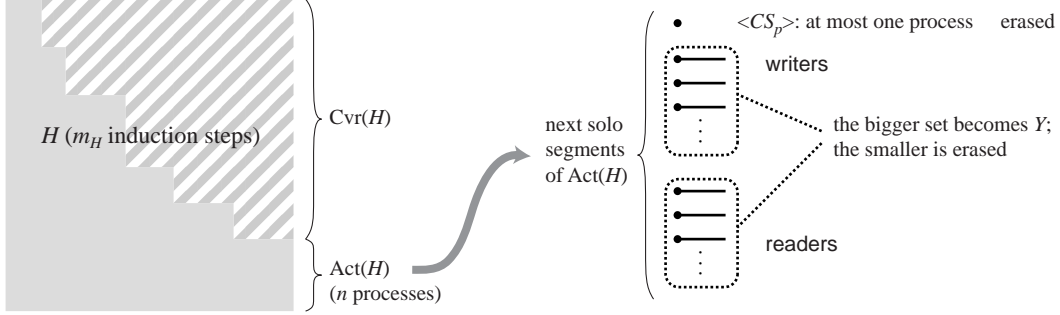 H (m_H induction steps)
Cvr(H)
Act(H)
(n processes)
next solo
segments
of Act(H)
<CS_p>: at most one process erased
writers
the bigger set becomes Y;
the smaller is erased
readers